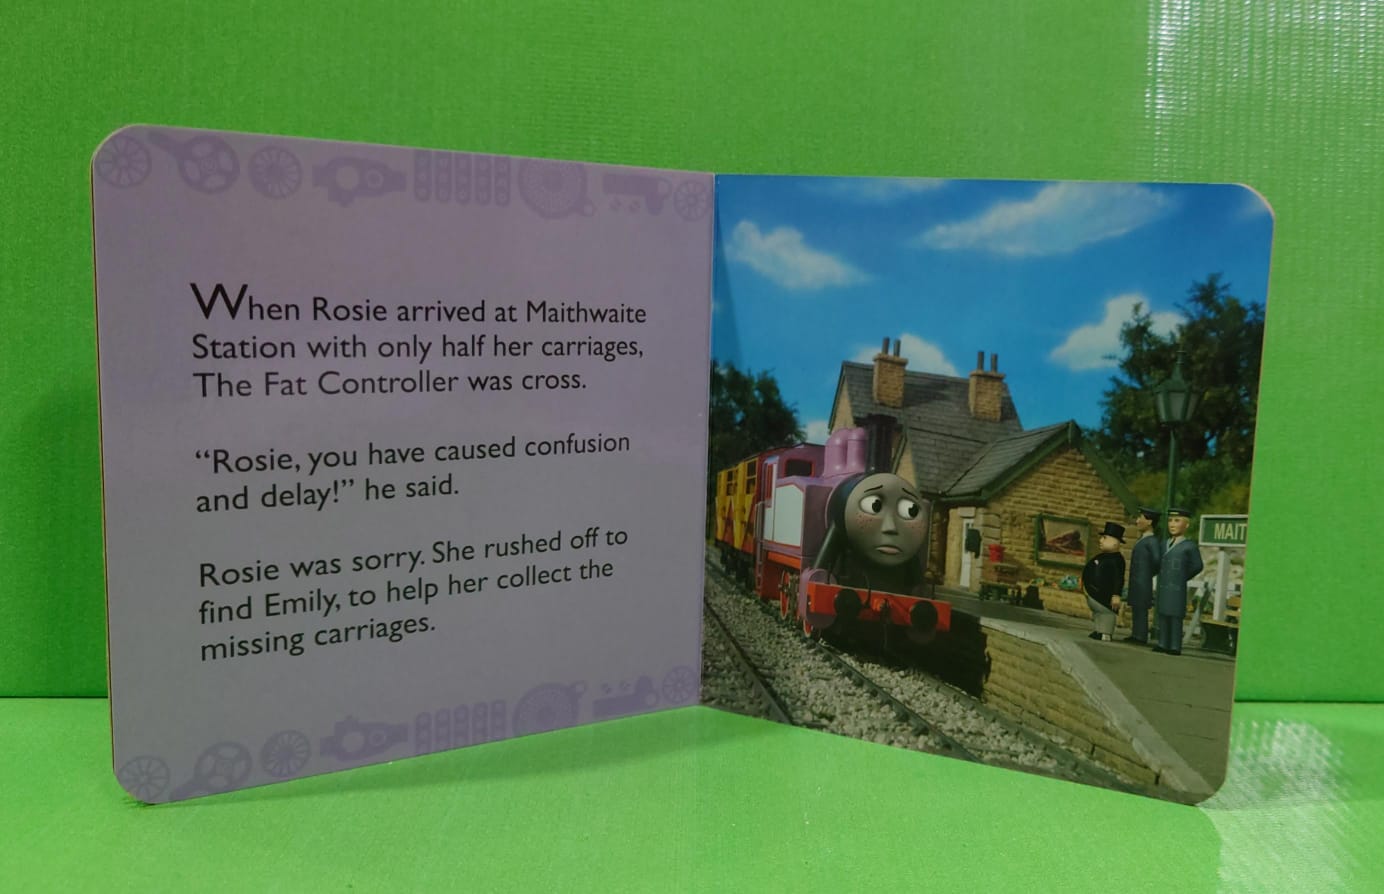 When Rosie arrived at Maithwaite
Station with only half her carriages,
The Fat Controller was cross.
“Rosie, you have caused confusion
and delay!” he said.
Rosie was sorry. She rushed off to
find Emily, to help her collect the
missing carriages.
MAIT